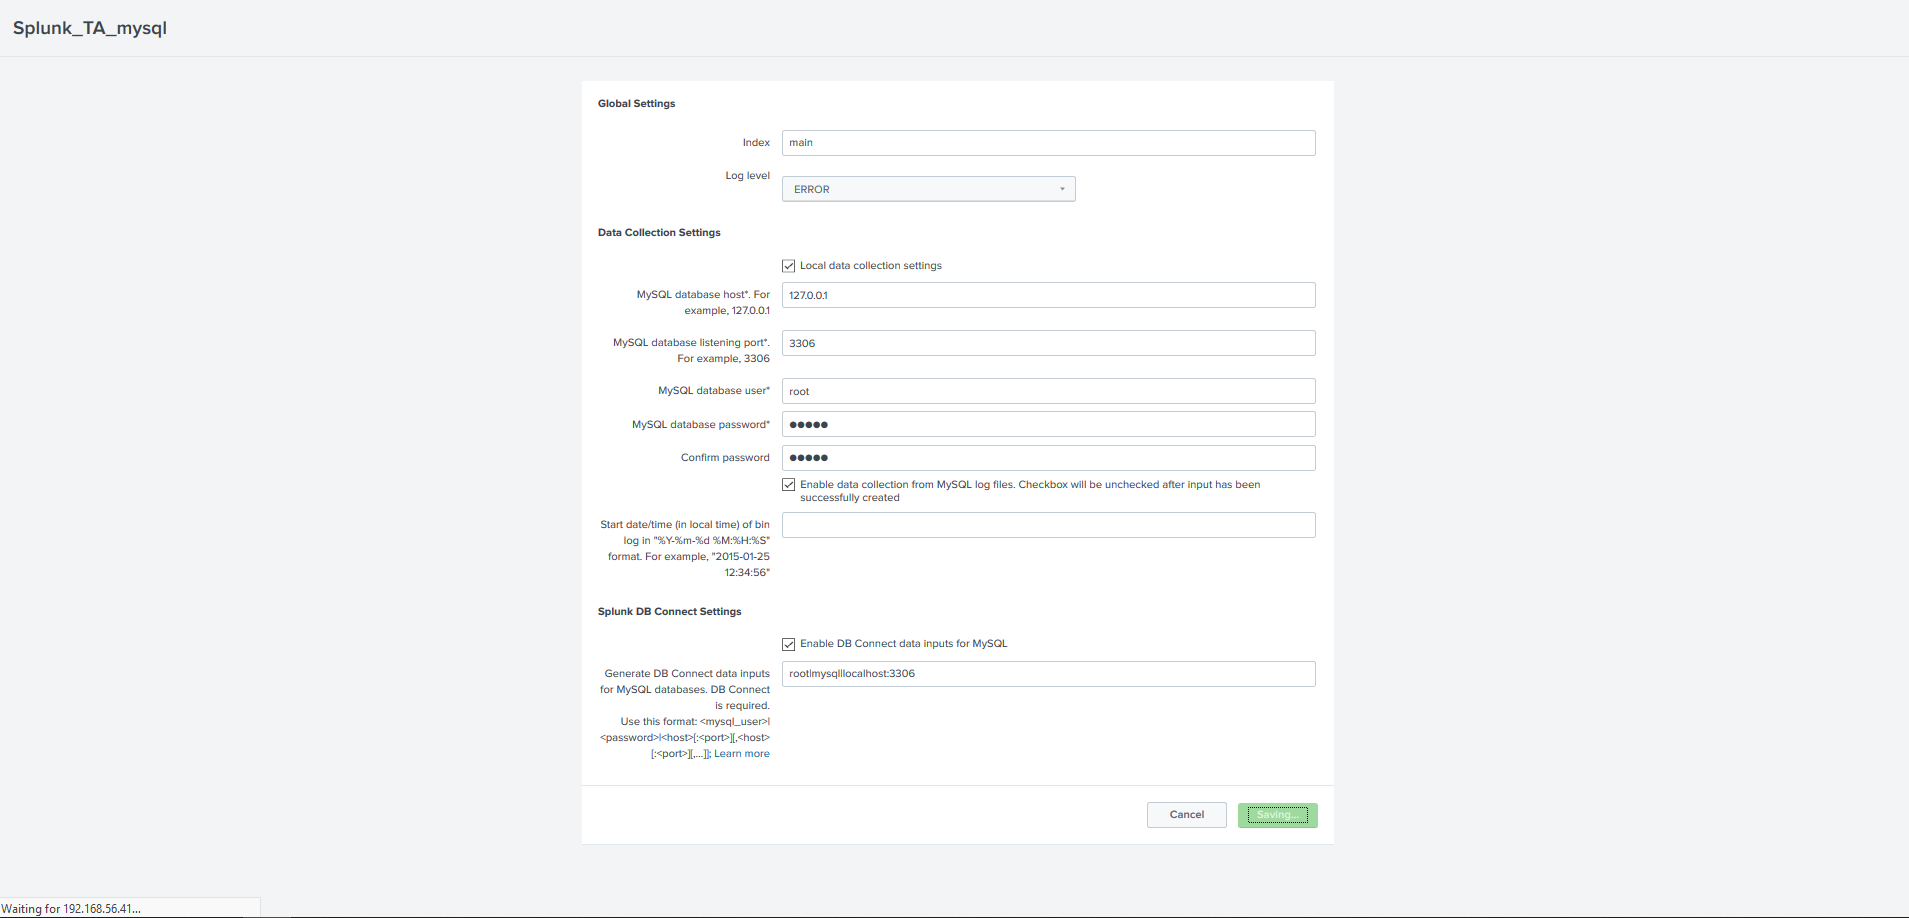 Splunk_TA_mysql
Global Settings
Index
main
Log level
ERROR
Data Collection Settings
Local data collection settings
MySQL database host*. For
example, 127.0.0.1
127.0.0.1
MySQL database listening port*.
For example, 3306
3306
MySQL database user*
root
MySQL database password*
●●●●●
Confirm password
●●●●●
Enable data collection from MySQL log files. Checkbox will be unchecked after input has been
successfully created
Start date/time (in local time) of bin
log in "%Y-%m-%d %M:%H:%S"
format. For example, "2015-01-25
12:34:56"
Splunk DB Connect Settings
Enable DB Connect data inputs for MySQL
Generate DB Connect data inputs
for MySQL databases. DB Connect
is required.
Use this format: <mysql_user>|
<password>|<host>[:<port>][,<host>
[:<port>][,...]]; Learn more
root|mysql|localhost:3306
Cancel
Saving...
Waiting for 192.168.56.41...